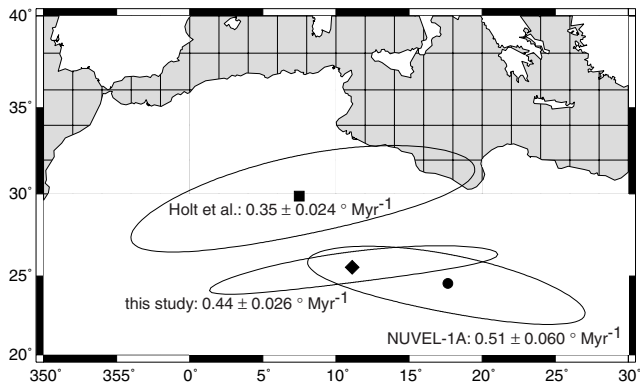 40°
35°
30°
Holt et al.: 0.35 ± 0.024 ° Myr⁻¹
25°
this study: 0.44 ± 0.026 ° Myr⁻¹
NUVEL-1A: 0.51 ± 0.060 ° Myr⁻¹
20°
350° 355° 0° 5° 10° 15° 20° 25° 30°